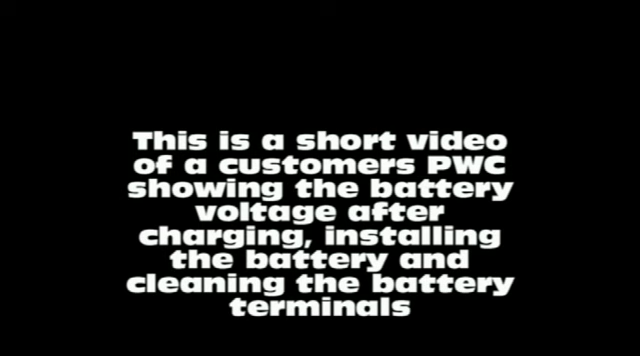 This is a short video
of a customers PWC
showing the battery
voltage after
charging, installing
the battery and
cleaning the battery
terminals